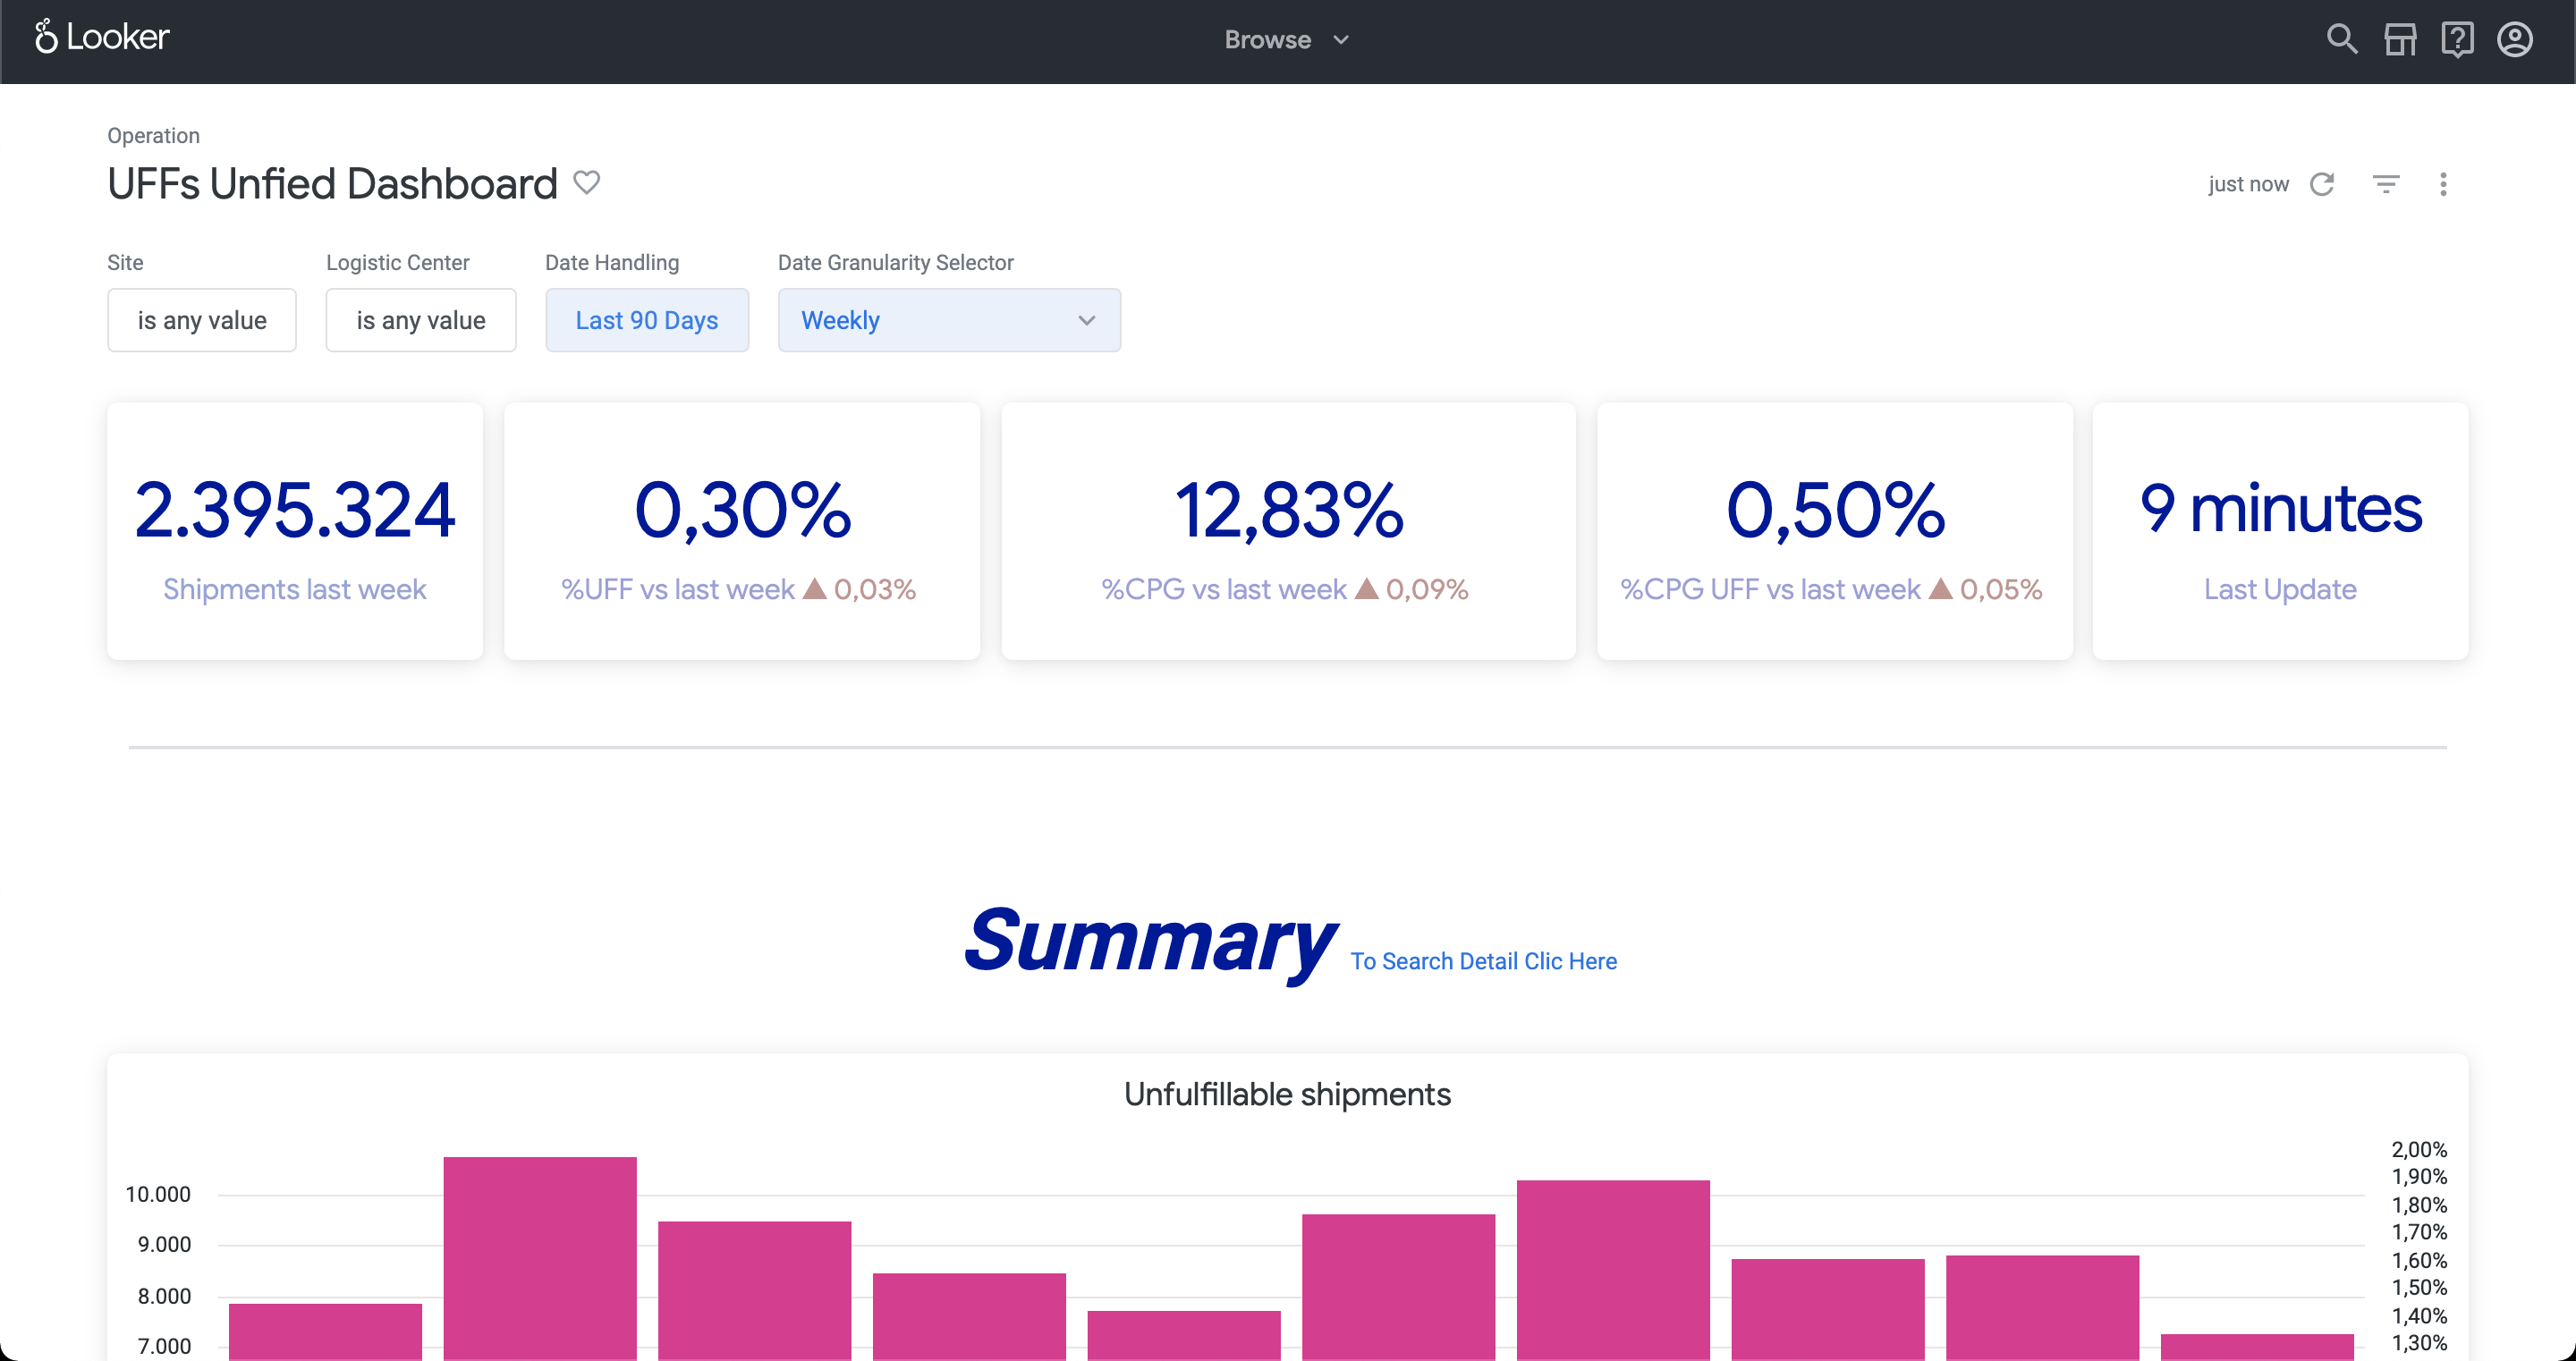 Looker
Browse
Operation
UFFs Unfied Dashboard
just now
Site
Logistic Center
Date Handling
Date Granularity Selector
is any value
is any value
Last 90 Days
Weekly
2.395.324
Shipments last week
0,30%
%UFF vs last week ▲ 0,03%
12,83%
%CPG vs last week ▲ 0,09%
0,50%
%CPG UFF vs last week ▲ 0,05%
9 minutes
Last Update
Summary To Search Detail Clic Here
Unfulfillable shipments
10.000
9.000
8.000
7.000
2,00%
1,90%
1,80%
1,70%
1,60%
1,50%
1,40%
1,30%